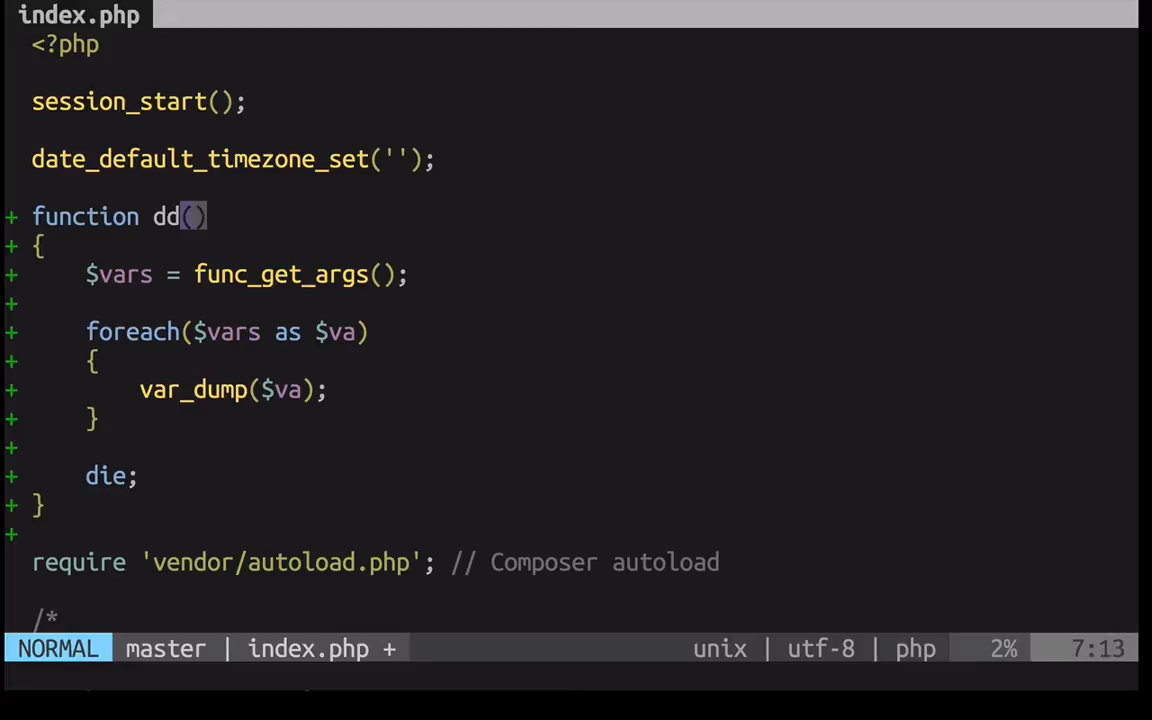 index.php
<?php
session_start();
date_default_timezone_set('');
+ function dd()
+ {
+ $vars = func_get_args();
+
+ foreach($vars as $va)
+ {
+ var_dump($va);
+ }
+
+ die;
+ }
+
require 'vendor/autoload.php'; // Composer autoload
/*
NORMAL master | index.php + unix | utf-8 | php 2% 7:13